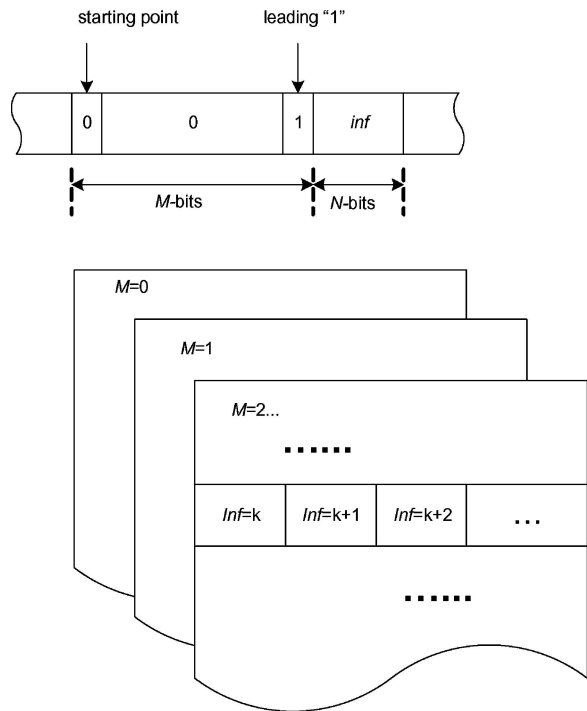 starting point leading “1”
0 0 1 inf
M-bits N-bits
M=0
M=1
M=2...
......
Inf=k Inf=k+1 Inf=k+2 ...
......